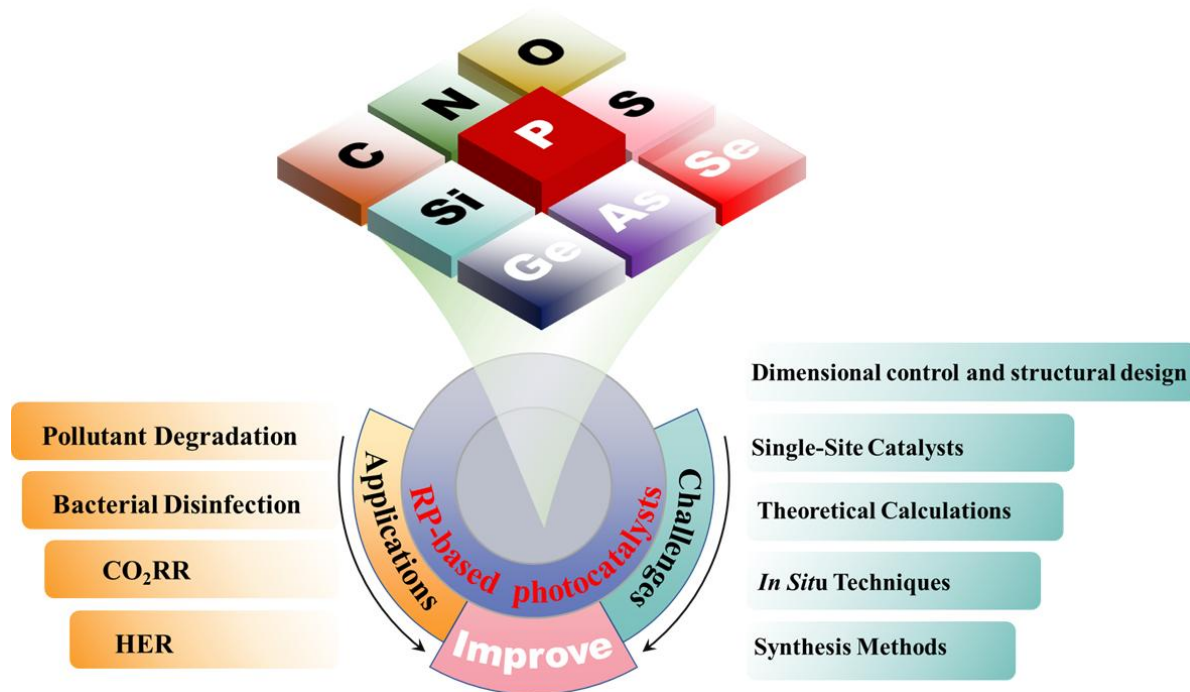 O
N
S
C
P
Se
Si
As
Ge
Dimensional control and structural design
Pollutant Degradation
Single-Site Catalysts
Bacterial Disinfection
Theoretical Calculations
CO₂RR
In Situ Techniques
HER
Synthesis Methods
Applications
RP-based photocatalysts
Challenges
Improve